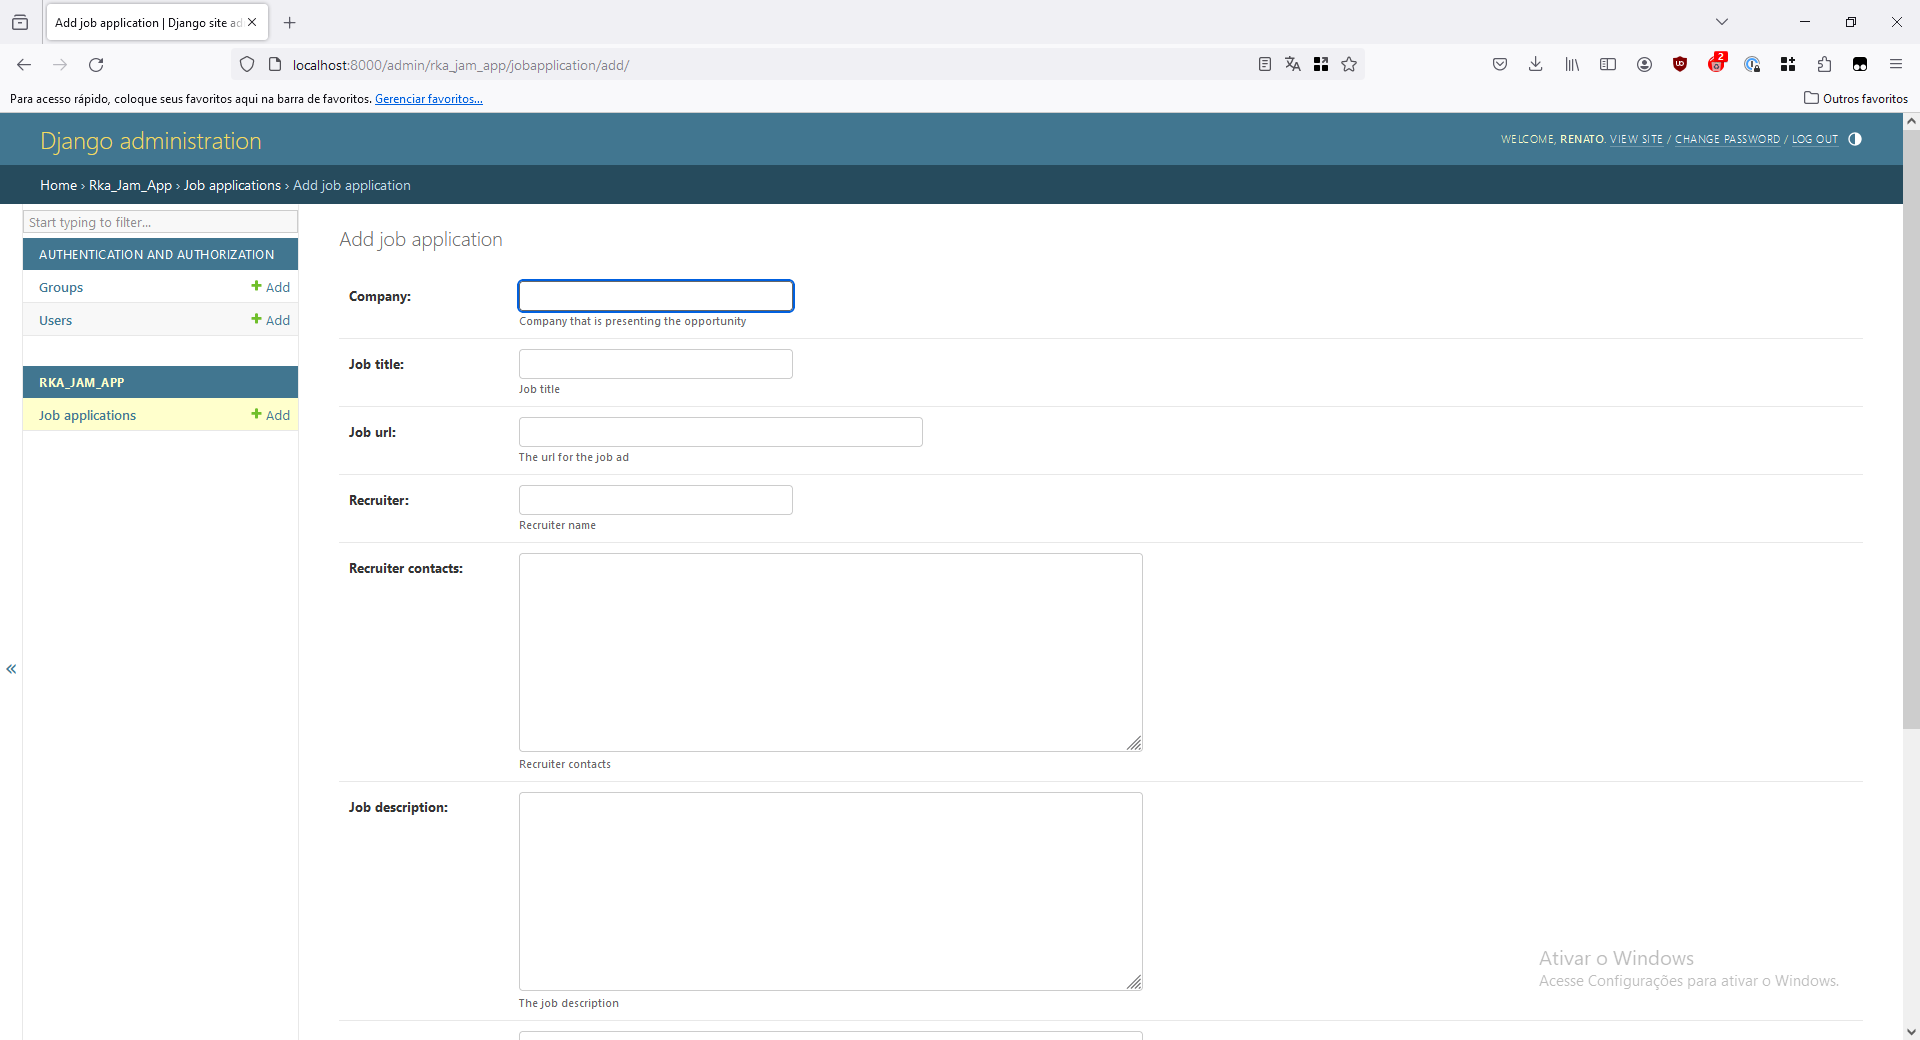 Add job application | Django site ad
localhost:8000/admin/rka_jam_app/jobapplication/add/
2
Para acesso rápido, coloque seus favoritos aqui na barra de favoritos. Gerenciar favoritos...
Outros favoritos
Django administration
WELCOME, RENATO. VIEW SITE / CHANGE PASSWORD / LOG OUT
Home › Rka_Jam_App › Job applications › Add job application
Start typing to filter...
AUTHENTICATION AND AUTHORIZATION
Groups
Add
Users
Add
RKA_JAM_APP
Job applications
Add
Add job application
Company:
Company that is presenting the opportunity
Job title:
Job title
Job url:
The url for the job ad
Recruiter:
Recruiter name
Recruiter contacts:
Recruiter contacts
Job description:
The job description
Ativar o Windows
Acesse Configurações para ativar o Windows.